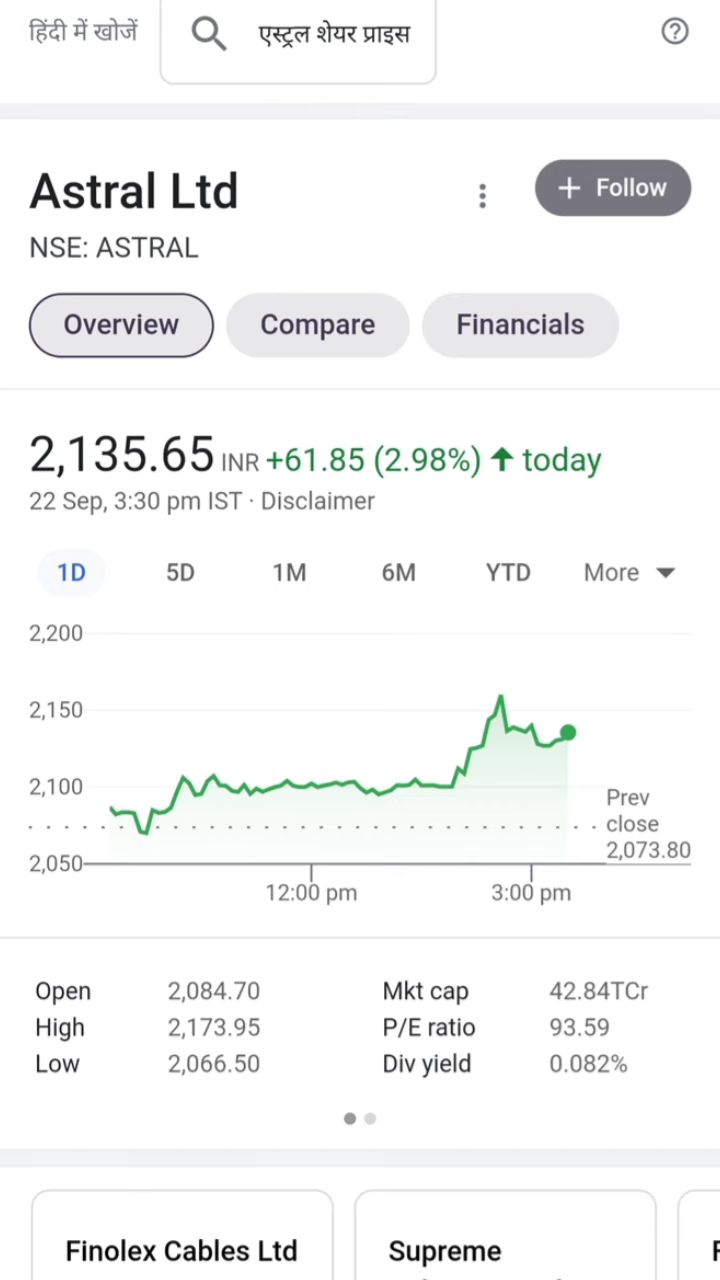 हिंदी में खोजें
एस्ट्रल शेयर प्राइस
Astral Ltd
+ Follow
NSE: ASTRAL
Overview
Compare
Financials
2,135.65 INR +61.85 (2.98%) ↑ today
22 Sep, 3:30 pm IST · Disclaimer
1D 5D 1M 6M YTD More
2,200
2,150
2,100
2,050
Prev
close
2,073.80
12:00 pm 3:00 pm
Open 2,084.70 Mkt cap 42.84TCr
High 2,173.95 P/E ratio 93.59
Low 2,066.50 Div yield 0.082%
Finolex Cables Ltd
Supreme